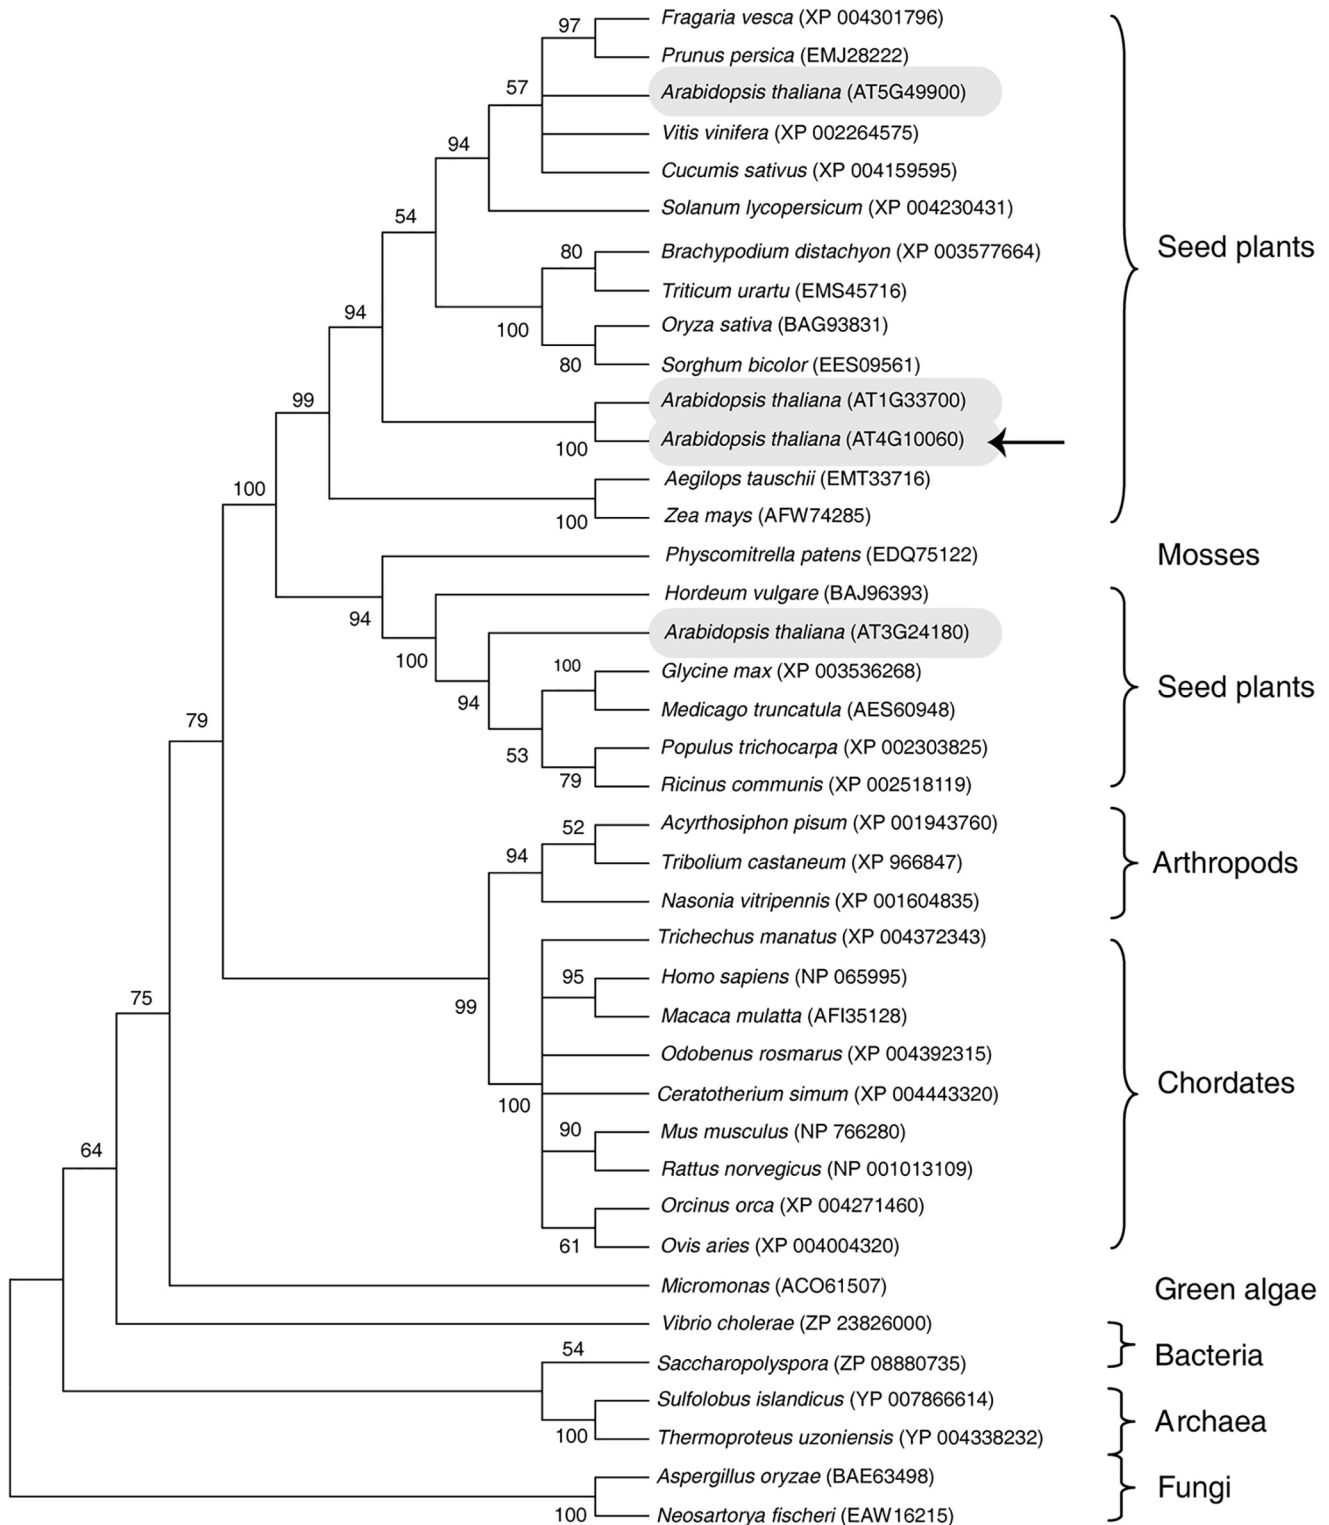 97
Fragaria vesca (XP 004301796)
Prunus persica (EMJ28222)
57
Arabidopsis thaliana (AT5G49900)
94
Vitis vinifera (XP 002264575)
Cucumis sativus (XP 004159595)
54
Solanum lycopersicum (XP 004230431)
Seed plants
80
Brachypodium distachyon (XP 003577664)
Triticum urartu (EMS45716)
94
100
Oryza sativa (BAG93831)
80
Sorghum bicolor (EES09561)
99
Arabidopsis thaliana (AT1G33700)
100
Arabidopsis thaliana (AT4G10060)
Aegilops tauschii (EMT33716)
100
100
Zea mays (AFW74285)
Physcomitrella patens (EDQ75122)
Mosses
Hordeum vulgare (BAJ96393)
94
Arabidopsis thaliana (AT3G24180)
100
100
Glycine max (XP 003536268)
Seed plants
94
Medicago truncatula (AES60948)
79
53
Populus trichocarpa (XP 002303825)
79
Ricinus communis (XP 002518119)
52
Acyrthosiphon pisum (XP 001943760)
94
Tribolium castaneum (XP 966847)
Arthropods
Nasonia vitripennis (XP 001604835)
Trichechus manatus (XP 004372343)
95
Homo sapiens (NP 065995)
75
99
Macaca mulatta (AFI35128)
Odobenus rosmarus (XP 004392315)
Chordates
100
Ceratotherium simum (XP 004443320)
90
Mus musculus (NP 766280)
64
Rattus norvegicus (NP 001013109)
Orcinus orca (XP 004271460)
61
Ovis aries (XP 004004320)
Micromonas (ACO61507)
Green algae
Vibrio cholerae (ZP 23826000)
54
Saccharopolyspora (ZP 08880735)
Bacteria
Sulfolobus islandicus (YP 007866614)
Archaea
100
Thermoproteus uzoniensis (YP 004338232)
Aspergillus oryzae (BAE63498)
Fungi
100
Neosartorya fischeri (EAW16215)